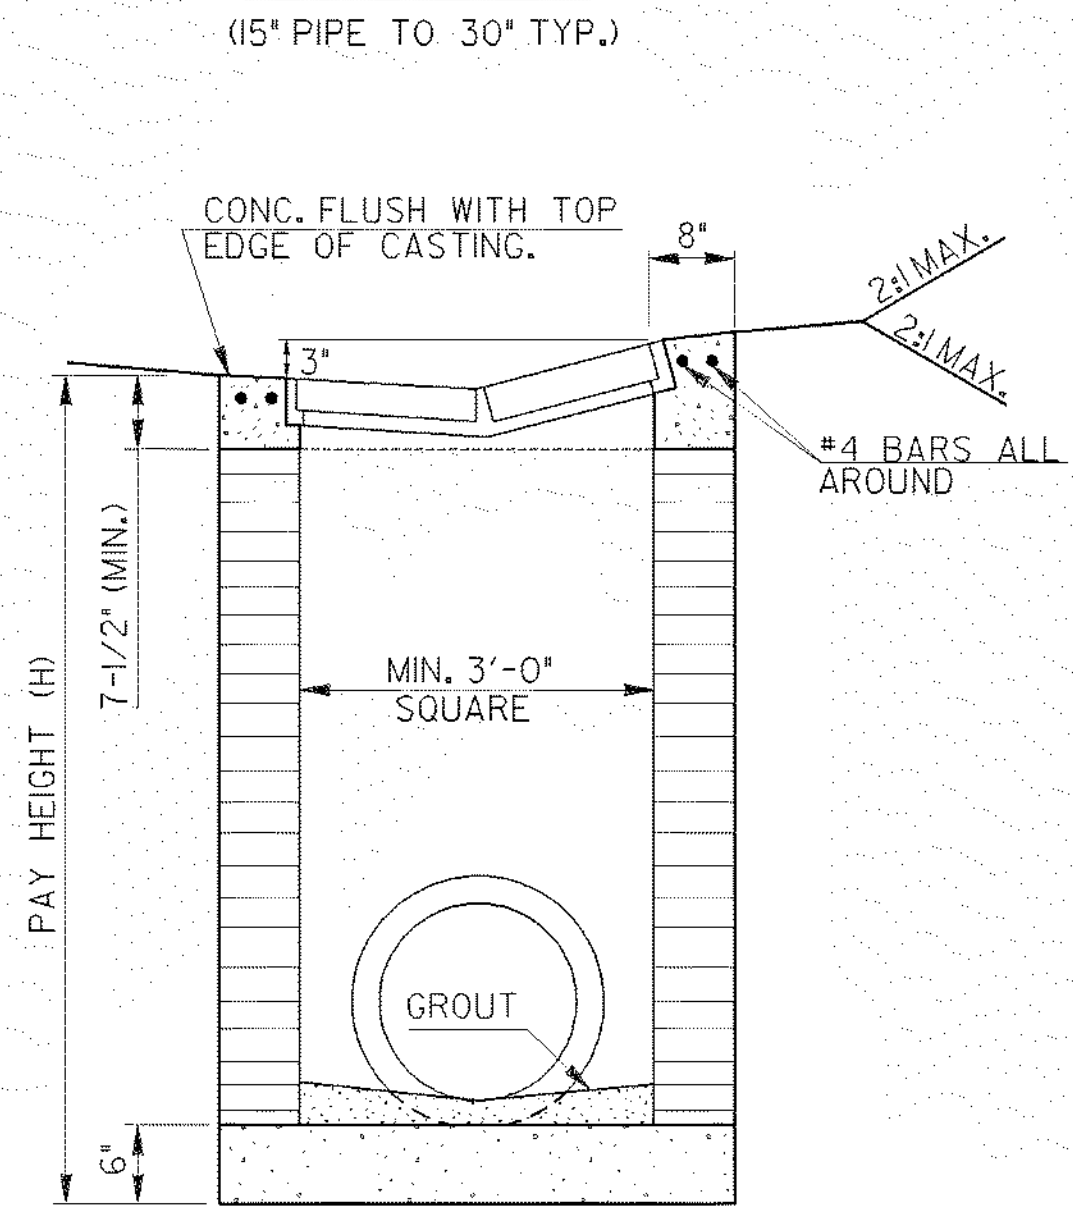 (15" PIPE TO 30" TYP.)
CONC. FLUSH WITH TOP
EDGE OF CASTING.
8"
2:1 MAX.
2:1 MAX.
3"
#4 BARS ALL
AROUND
7-1/2" (MIN.)
MIN. 3'-0"
SQUARE
PAY HEIGHT (H)
GROUT
6"